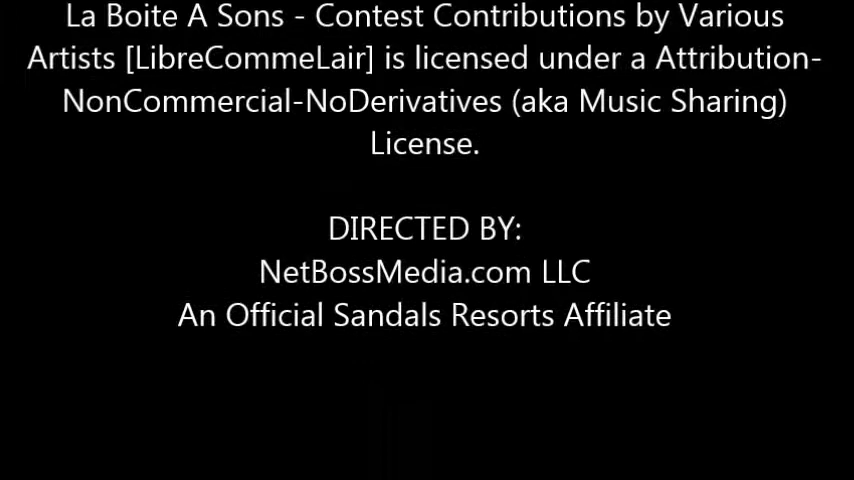 La Boite A Sons - Contest Contributions by Various
Artists [LibreCommeLair] is licensed under a Attribution-
NonCommercial-NoDerivatives (aka Music Sharing)
License.
DIRECTED BY:
NetBossMedia.com LLC
An Official Sandals Resorts Affiliate